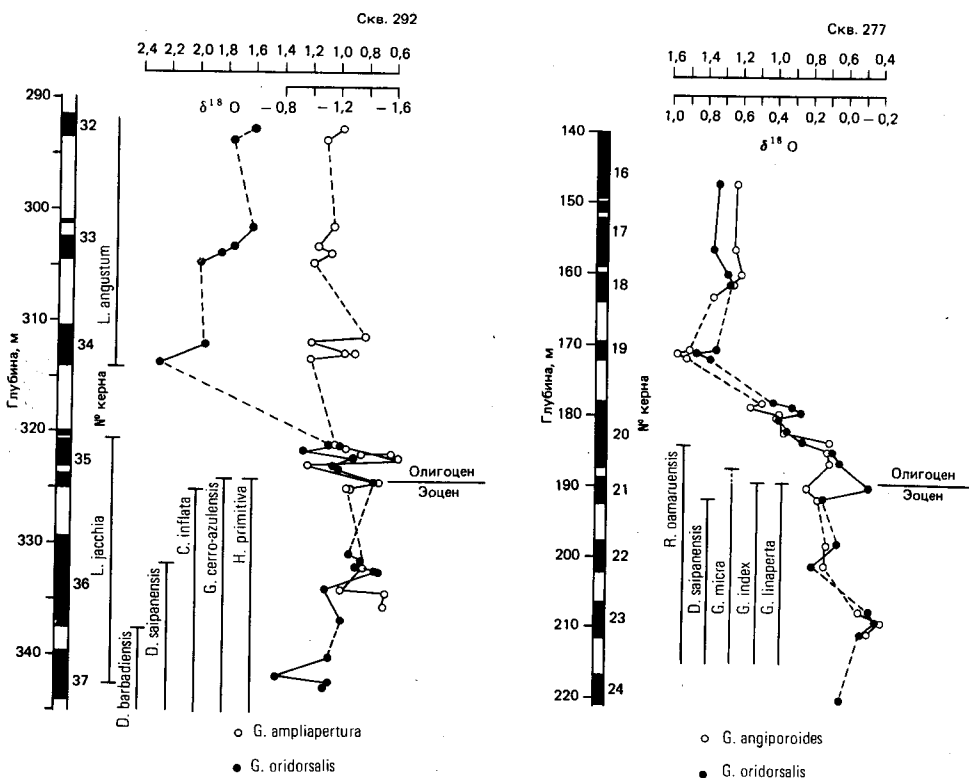 Скв. 292
2,4 2,2 2,0 1,8 1,6 1,2 1,0 0,8 0,6
δ¹⁸ O −0,8 −1,2 −1,6
290
300
310
320
330
340
Глубина, м
32
33
34
35
36
37
№ керна
L. angustum
L. jacchia
D. barbadiensis
D. saipanensis
C. inflata
G. cerro-azulensis
H. primitiva
Олигоцен
Эоцен
○ G. ampliapertura
● G. oridorsalis
Скв. 277
1,6 1,4 1,2 1,0 0,8 0,6 0,4
1,0 0,8 0,6 0,4 0,2 0,0 −0,2
δ¹⁸ O
140
150
160
170
180
190
200
210
220
Глубина, м
16
17
18
19
20
21
22
23
24
№ керна
R. oamaruensis
D. saipanensis
G. micra
G. index
G. linaperta
Олигоцен
Эоцен
○ G. angiporoides
● G. oridorsalis